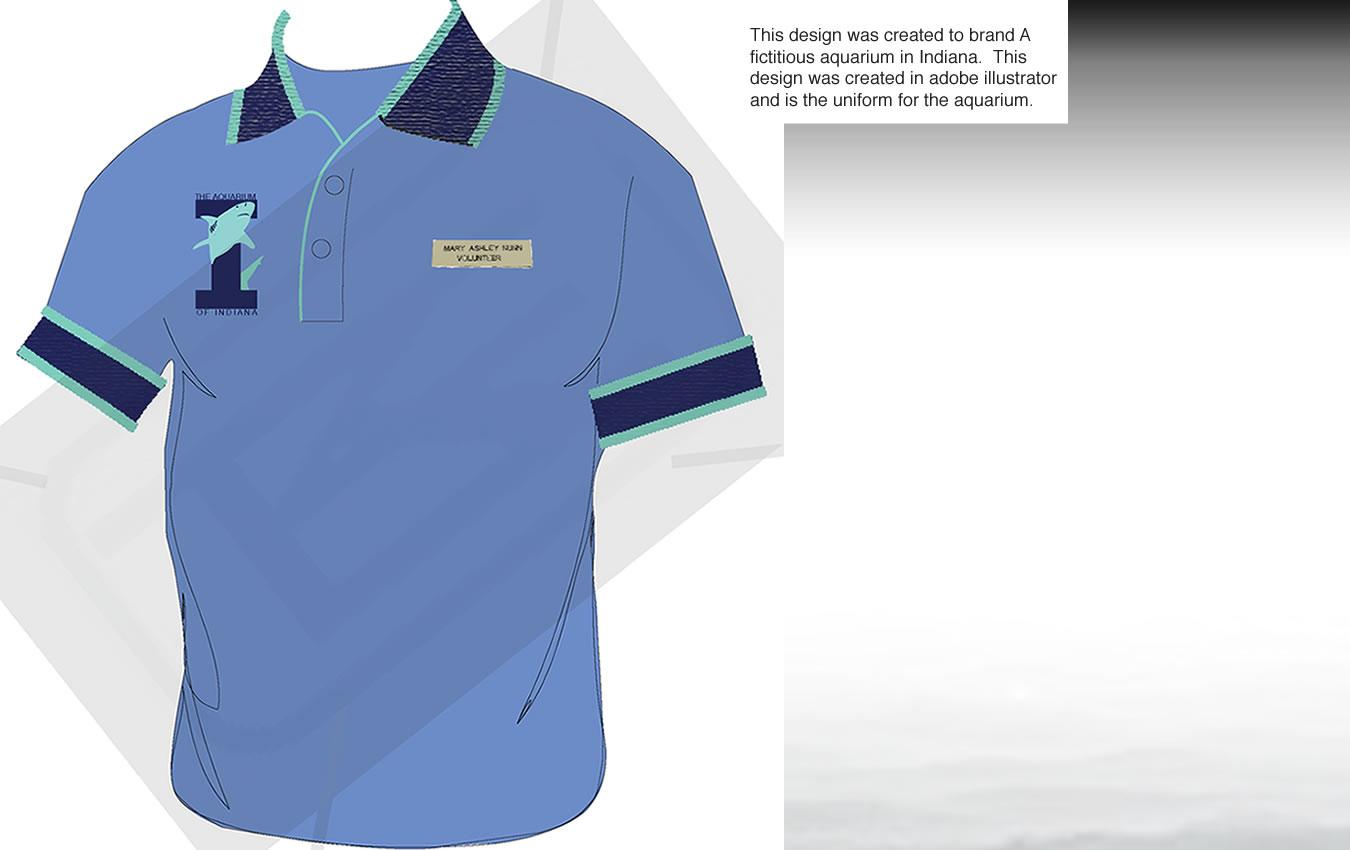 This design was created to brand A
fictitious aquarium in Indiana.  This
design was created in adobe illustrator
and is the uniform for the aquarium.
THE AQUARIUM
I
OF INDIANA
MARY ASHLEY NUNN
VOLUNTEER